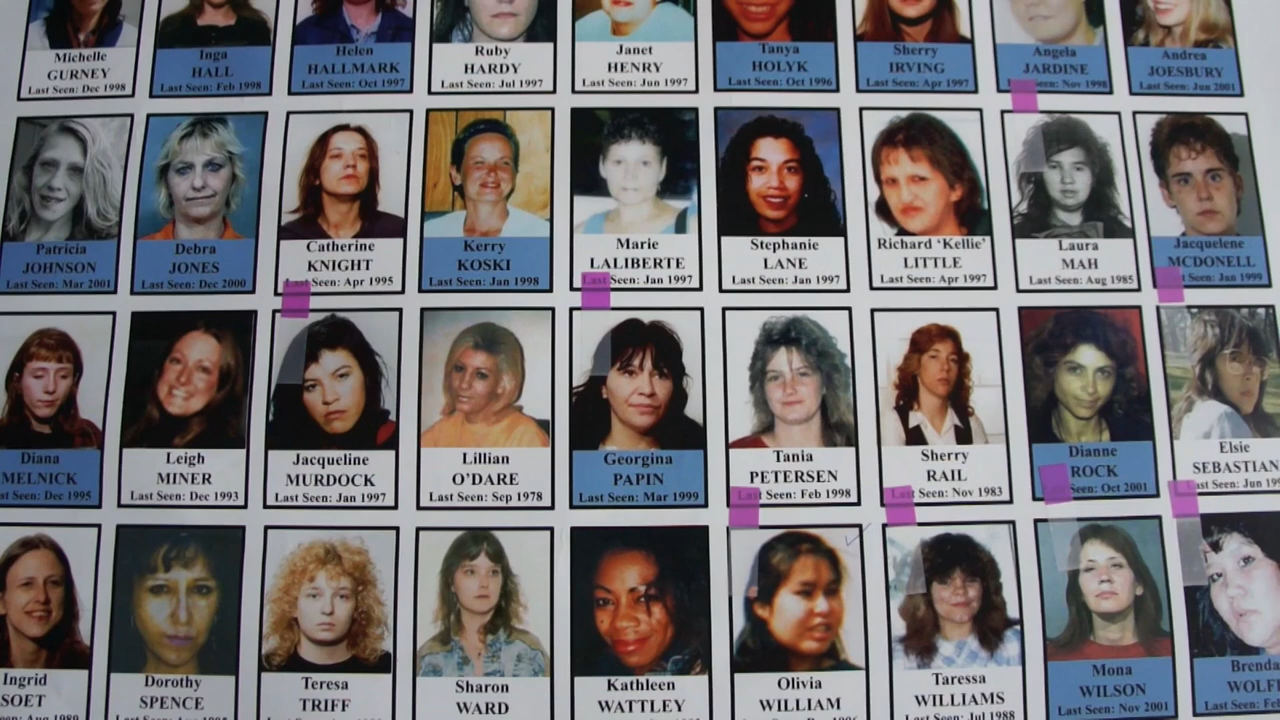 Michelle
GURNEY
Last Seen: Dec 1998
Inga
HALL
Last Seen: Feb 1998
Helen
HALLMARK
Last Seen: Oct 1997
Ruby
HARDY
Last Seen: Jul 1997
Janet
HENRY
Last Seen: Jun 1997
Tanya
HOLYK
Last Seen: Oct 1996
Sherry
IRVING
Last Seen: Apr 1997
Angela
JARDINE
Seen: Nov 1998
Andrea
JOESBURY
Last Seen: Jun 2001
Patricia
JOHNSON
Last Seen: Mar 2001
Debra
JONES
Last Seen: Dec 2000
Catherine
KNIGHT
Last Seen: Apr 1995
Kerry
KOSKI
Last Seen: Jan 1998
Marie
LALIBERTE
Last Seen: Jan 1997
Stephanie
LANE
Last Seen: Jan 1997
Richard ‘Kellie’
LITTLE
Last Seen: Apr 1997
Laura
MAH
Last Seen: Aug 1985
Jacquelene
MCDONELL
Last Seen: Jan 1999
Diana
MELNICK
Seen: Dec 1995
Leigh
MINER
Last Seen: Dec 1993
Jacqueline
MURDOCK
Last Seen: Jan 1997
Lillian
O’DARE
Last Seen: Sep 1978
Georgina
PAPIN
Last Seen: Mar 1999
Tania
PETERSEN
Last Seen: Feb 1998
Sherry
RAIL
Last Seen: Nov 1983
Dianne
ROCK
Seen: Oct 2001
Elsie
SEBASTIAN
Last Seen: Jun
Ingrid
SOET
Dorothy
SPENCE
Teresa
TRIFF
Sharon
WARD
Kathleen
WATTLEY
Olivia
WILLIAM
Taressa
WILLIAMS
Last Seen: Jul 1988
Mona
WILSON
Last Seen: Nov 2001
Brenda